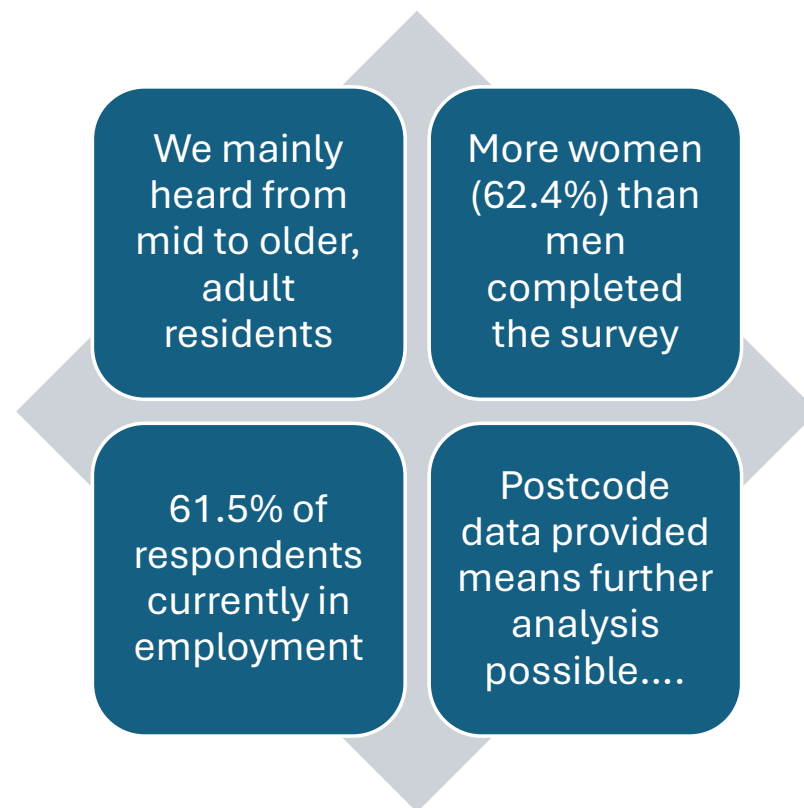 We mainly
heard from
mid to older,
adult
residents
More women
(62.4%) than
men
completed
the survey
61.5% of
respondents
currently in
employment
Postcode
data provided
means further
analysis
possible....